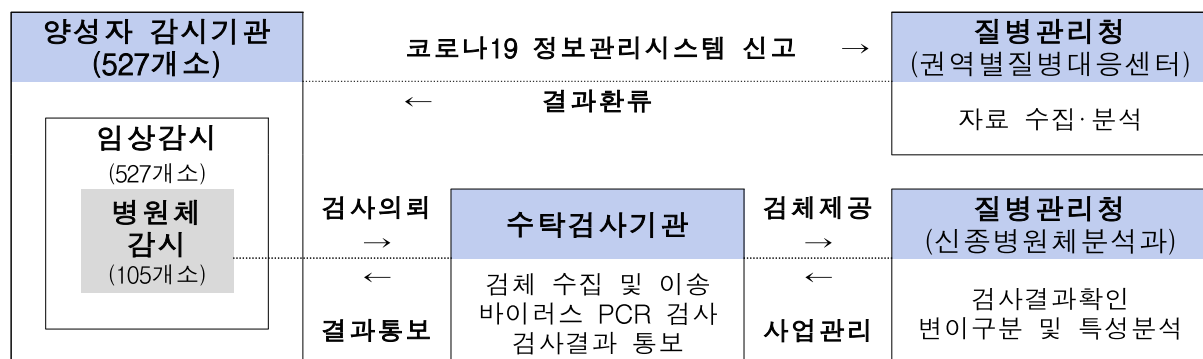 양성자 감시기관
(527개소)
코로나19 정보관리시스템 신고 →
← 결과환류
질병관리청
(권역별질병대응센터)
자료 수집·분석
임상감시
(527개소)
병원체
감시
(105개소)
검사의뢰
→
←
결과통보
수탁검사기관
검체 수집 및 이송
바이러스 PCR 검사
검사결과 통보
검체제공
→
←
사업관리
질병관리청
(신종병원체분석과)
검사결과확인
변이구분 및 특성분석